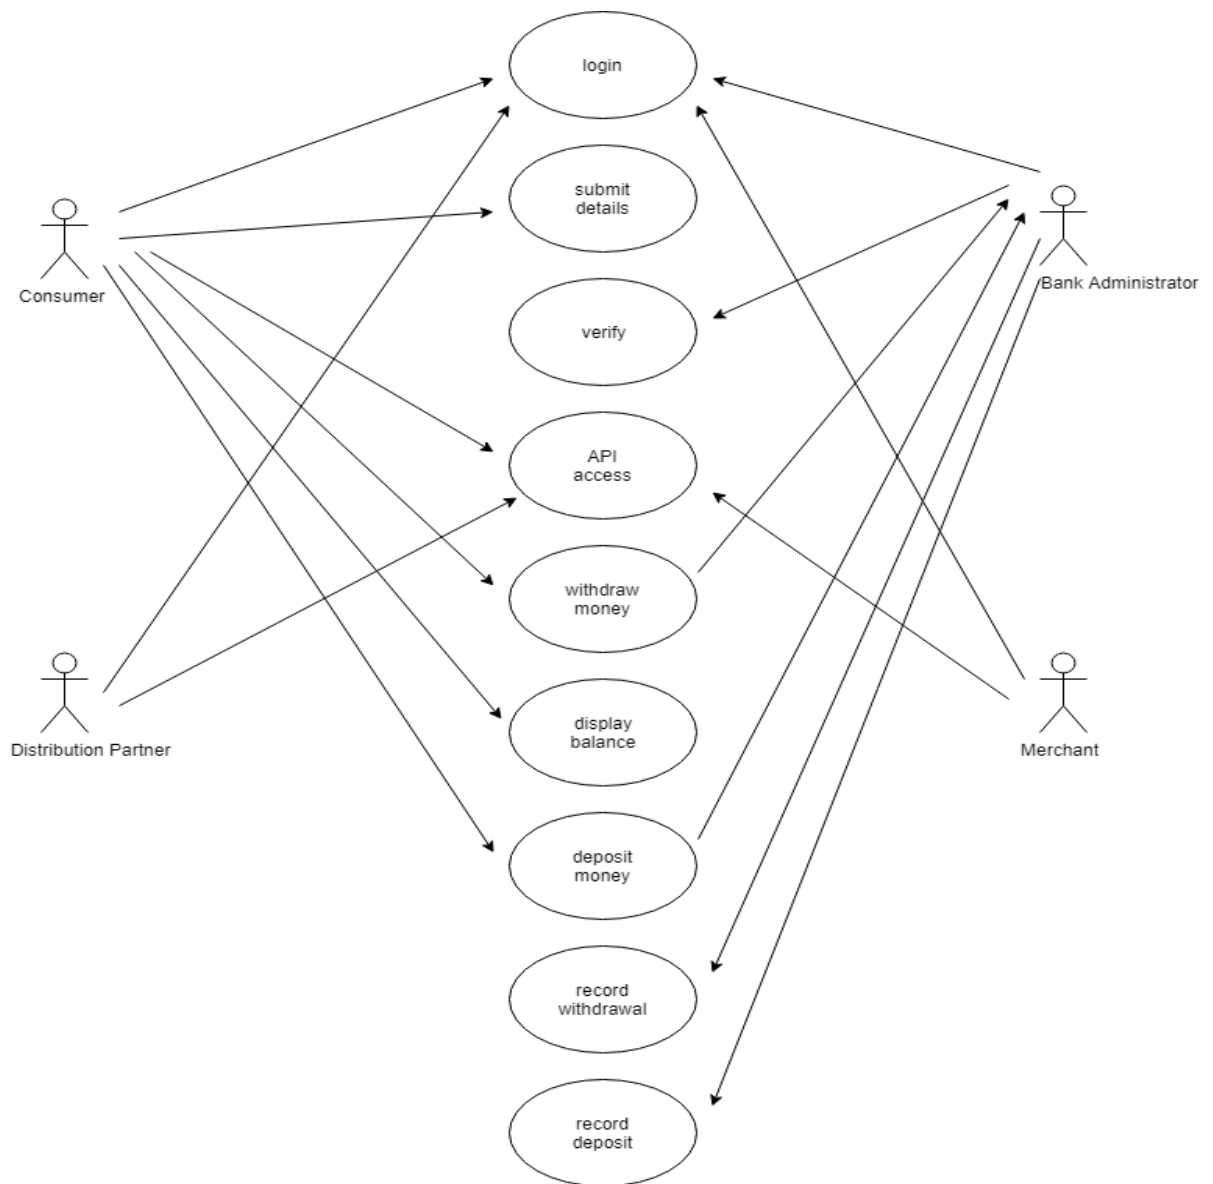 login
submit
details
Consumer
Bank Administrator
verify
API
access
withdraw
money
display
balance
Distribution Partner
Merchant
deposit
money
record
withdrawal
record
deposit